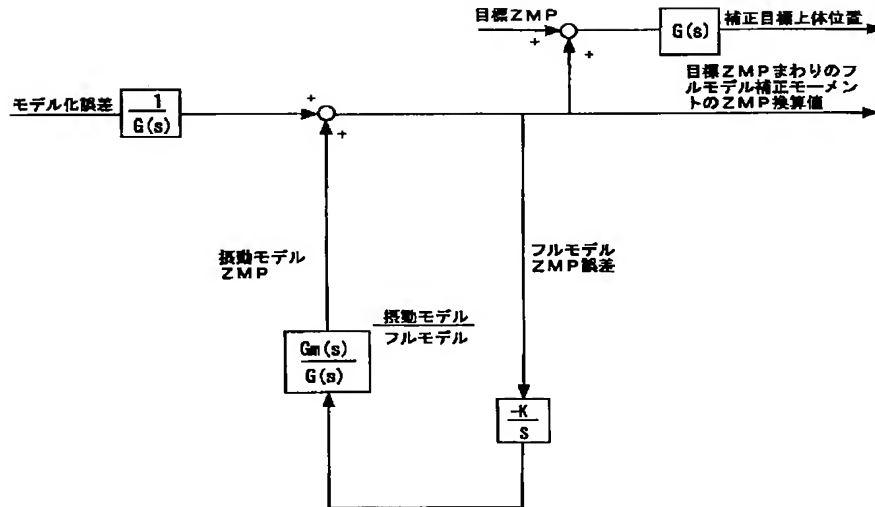 目標ZMP
+
+
G(s)
補正目標上体位置
目標ZMPまわりのフ
ルモデル補正モーメン
トのZMP換算値
モデル化誤差
1
G(s)
+
+
摂動モデル
ZMP
フルモデル
ZMP誤差
摂動モデル
フルモデル
Gm(s)
G(s)
-K
S